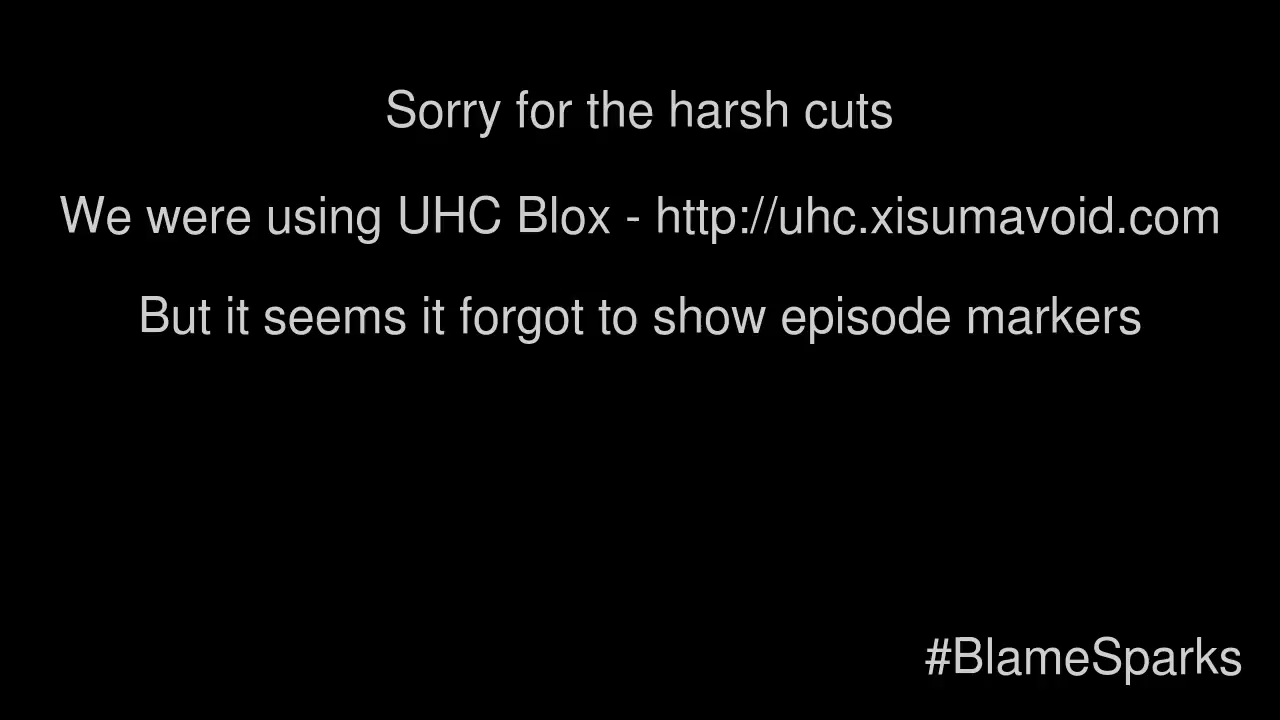 Sorry for the harsh cuts
We were using UHC Blox - http://uhc.xisumavoid.com
But it seems it forgot to show episode markers
#BlameSparks